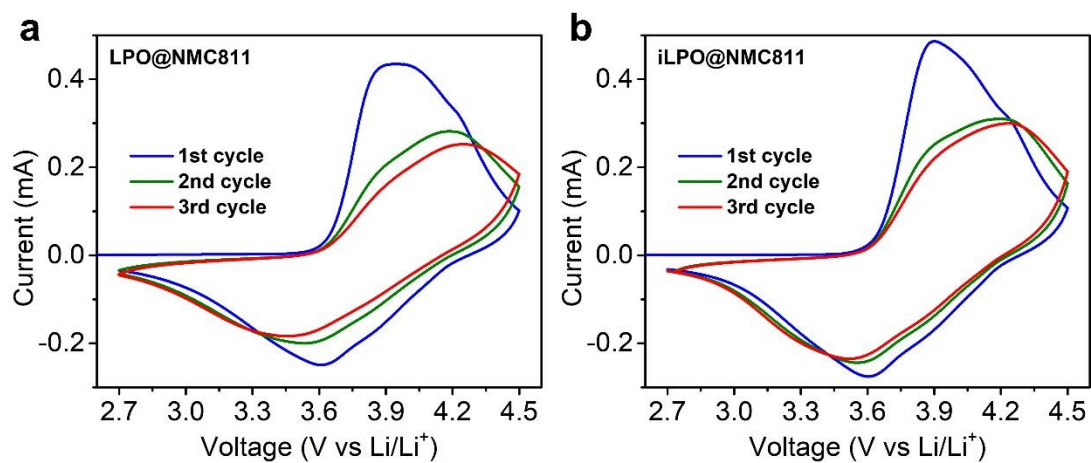 a
LPO@NMC811
1st cycle
2nd cycle
3rd cycle
Current (mA)
0.4
0.2
0.0
-0.2
2.7 3.0 3.3 3.6 3.9 4.2 4.5
Voltage (V vs Li/Li⁺)
b
iLPO@NMC811
1st cycle
2nd cycle
3rd cycle
Current (mA)
0.4
0.2
0.0
-0.2
2.7 3.0 3.3 3.6 3.9 4.2 4.5
Voltage (V vs Li/Li⁺)